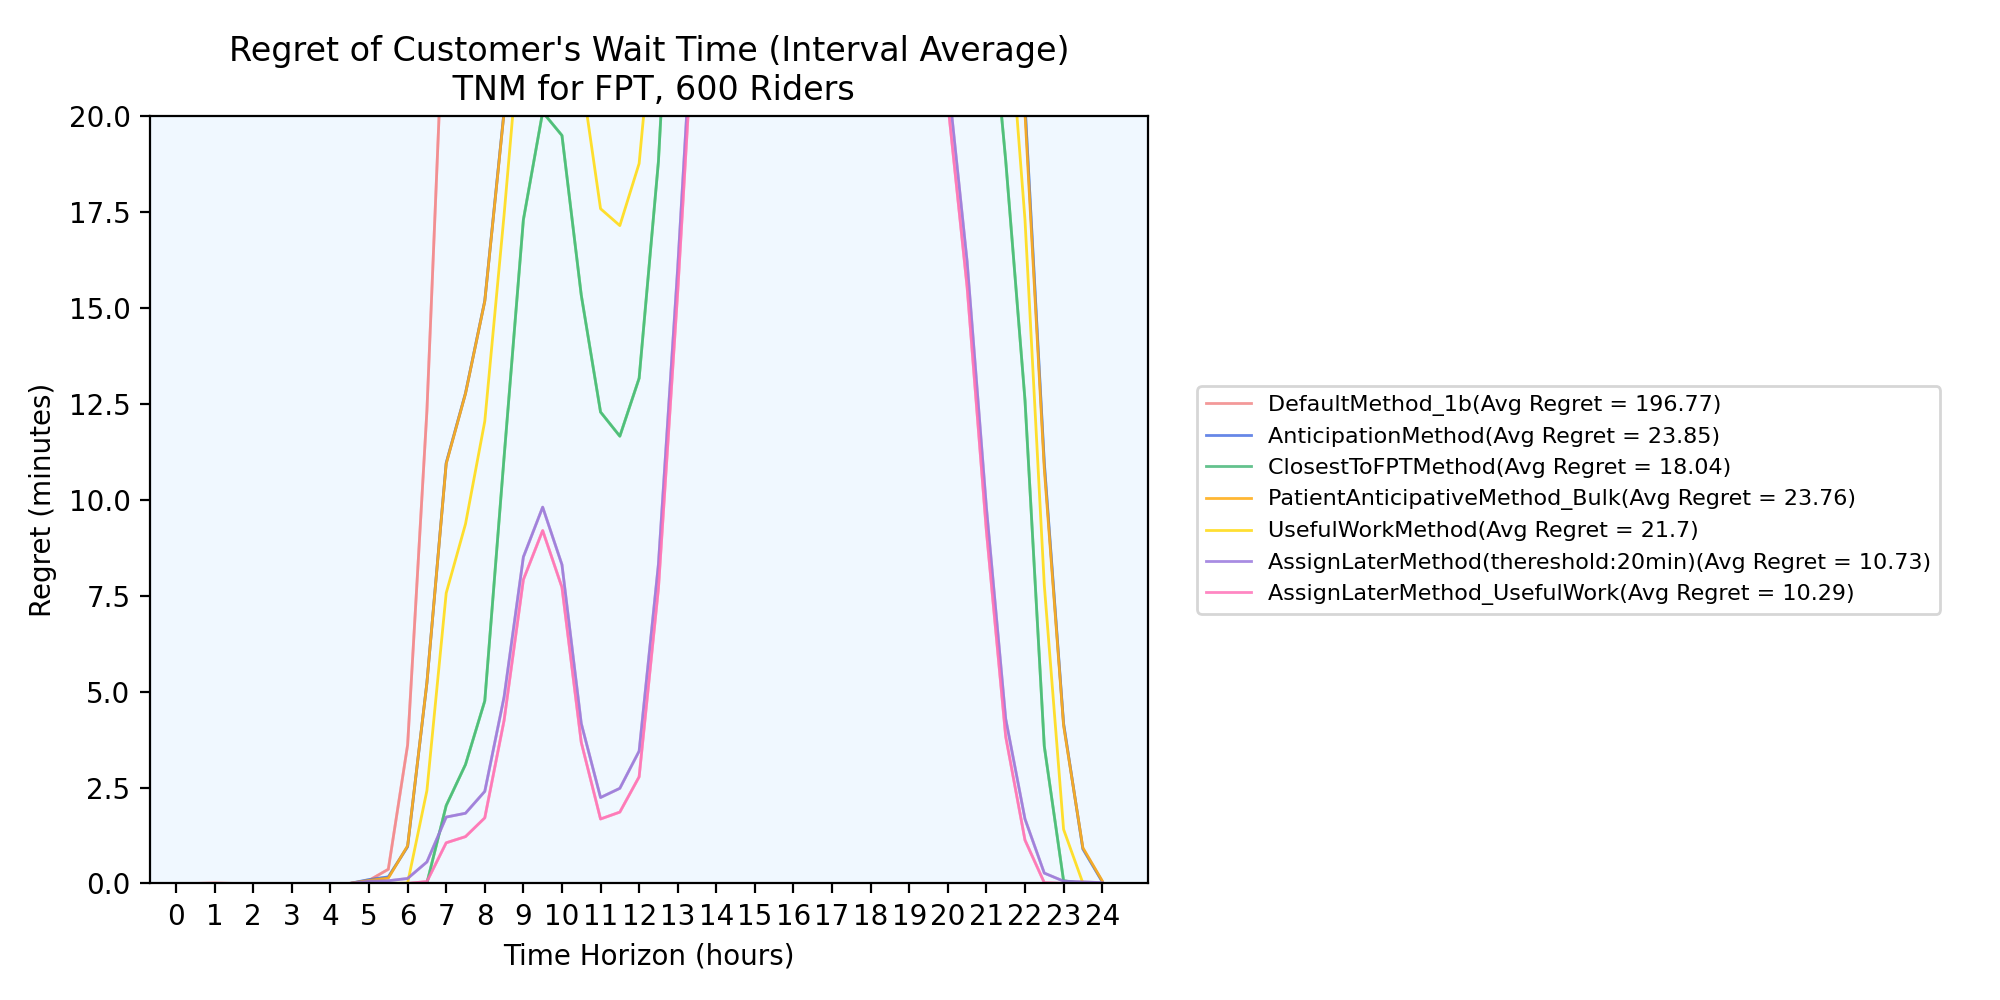 Regret of Customer's Wait Time (Interval Average)
TNM for FPT, 600 Riders
20.0
17.5
15.0
12.5
10.0
7.5
5.0
2.5
0.0
Regret (minutes)
0 1 2 3 4 5 6 7 8 9 10 11 12 13 14 15 16 17 18 19 20 21 22 23 24
Time Horizon (hours)
DefaultMethod_1b(Avg Regret = 196.77)
AnticipationMethod(Avg Regret = 23.85)
ClosestToFPTMethod(Avg Regret = 18.04)
PatientAnticipativeMethod_Bulk(Avg Regret = 23.76)
UsefulWorkMethod(Avg Regret = 21.7)
AssignLaterMethod(thereshold:20min)(Avg Regret = 10.73)
AssignLaterMethod_UsefulWork(Avg Regret = 10.29)